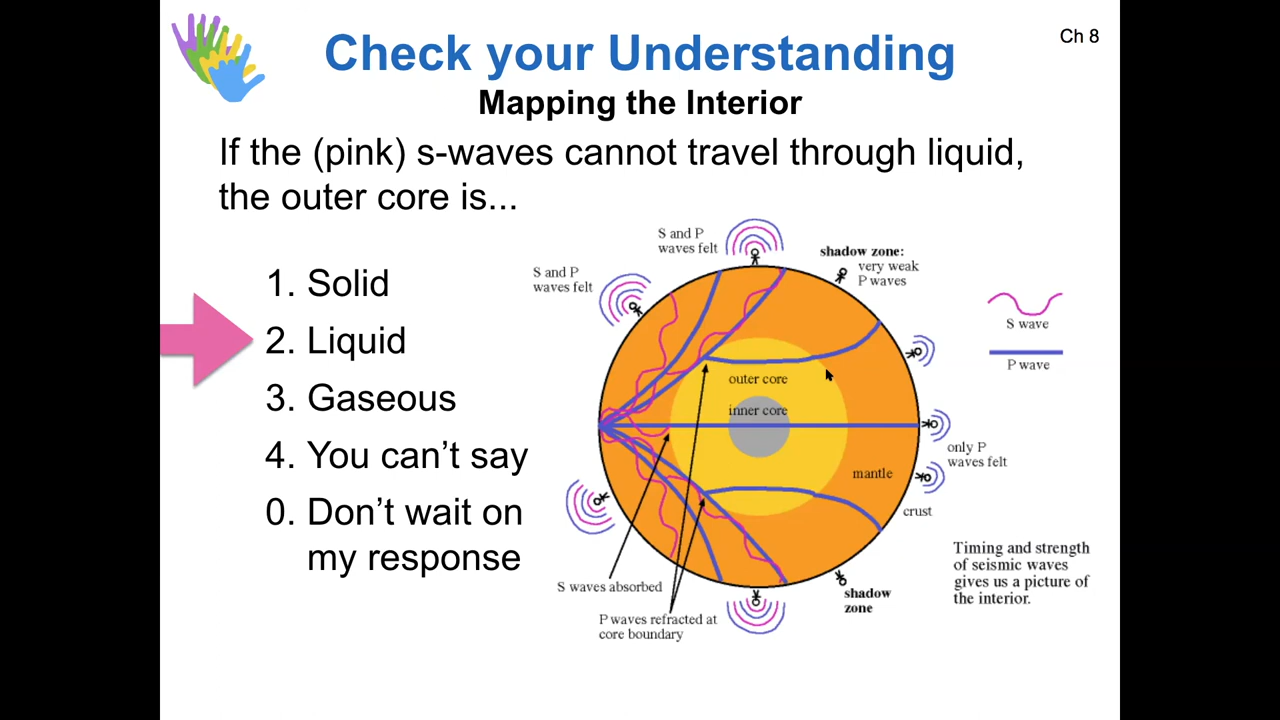 Ch 8
Check your Understanding
Mapping the Interior
If the (pink) s-waves cannot travel through liquid,
the outer core is...
1. Solid
2. Liquid
3. Gaseous
4. You can’t say
0. Don’t wait on
my response
S and P
waves felt
S and P
waves felt
shadow zone:
very weak
P waves
S wave
P wave
outer core
inner core
only P
waves felt
mantle
crust
Timing and strength
of seismic waves
gives us a picture of
the interior.
S waves absorbed
shadow
zone
P waves refracted at
core boundary